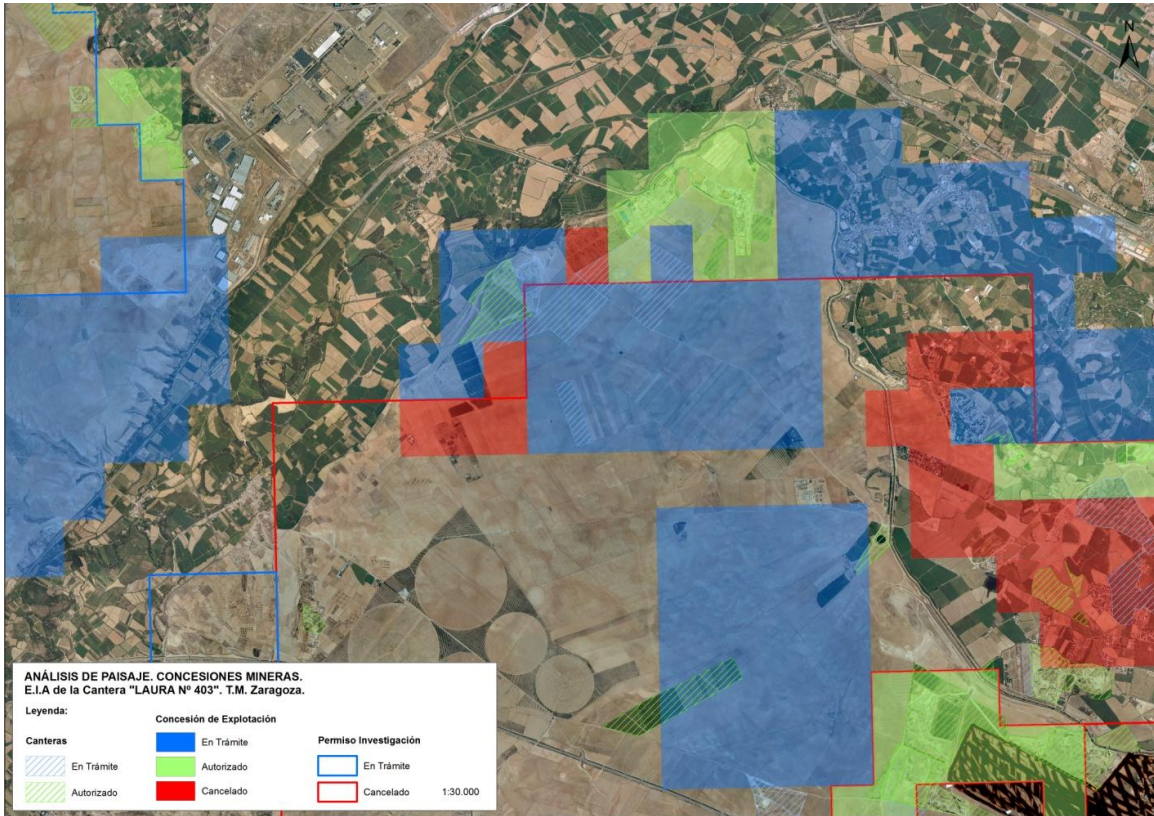 N
ANÁLISIS DE PAISAJE. CONCESIONES MINERAS.
E.I.A de la Cantera "LAURA Nº 403". T.M. Zaragoza.
Leyenda:
Canteras
En Trámite
Autorizado
Concesión de Explotación
En Trámite
Autorizado
Cancelado
Permiso Investigación
En Trámite
Cancelado
1:30.000